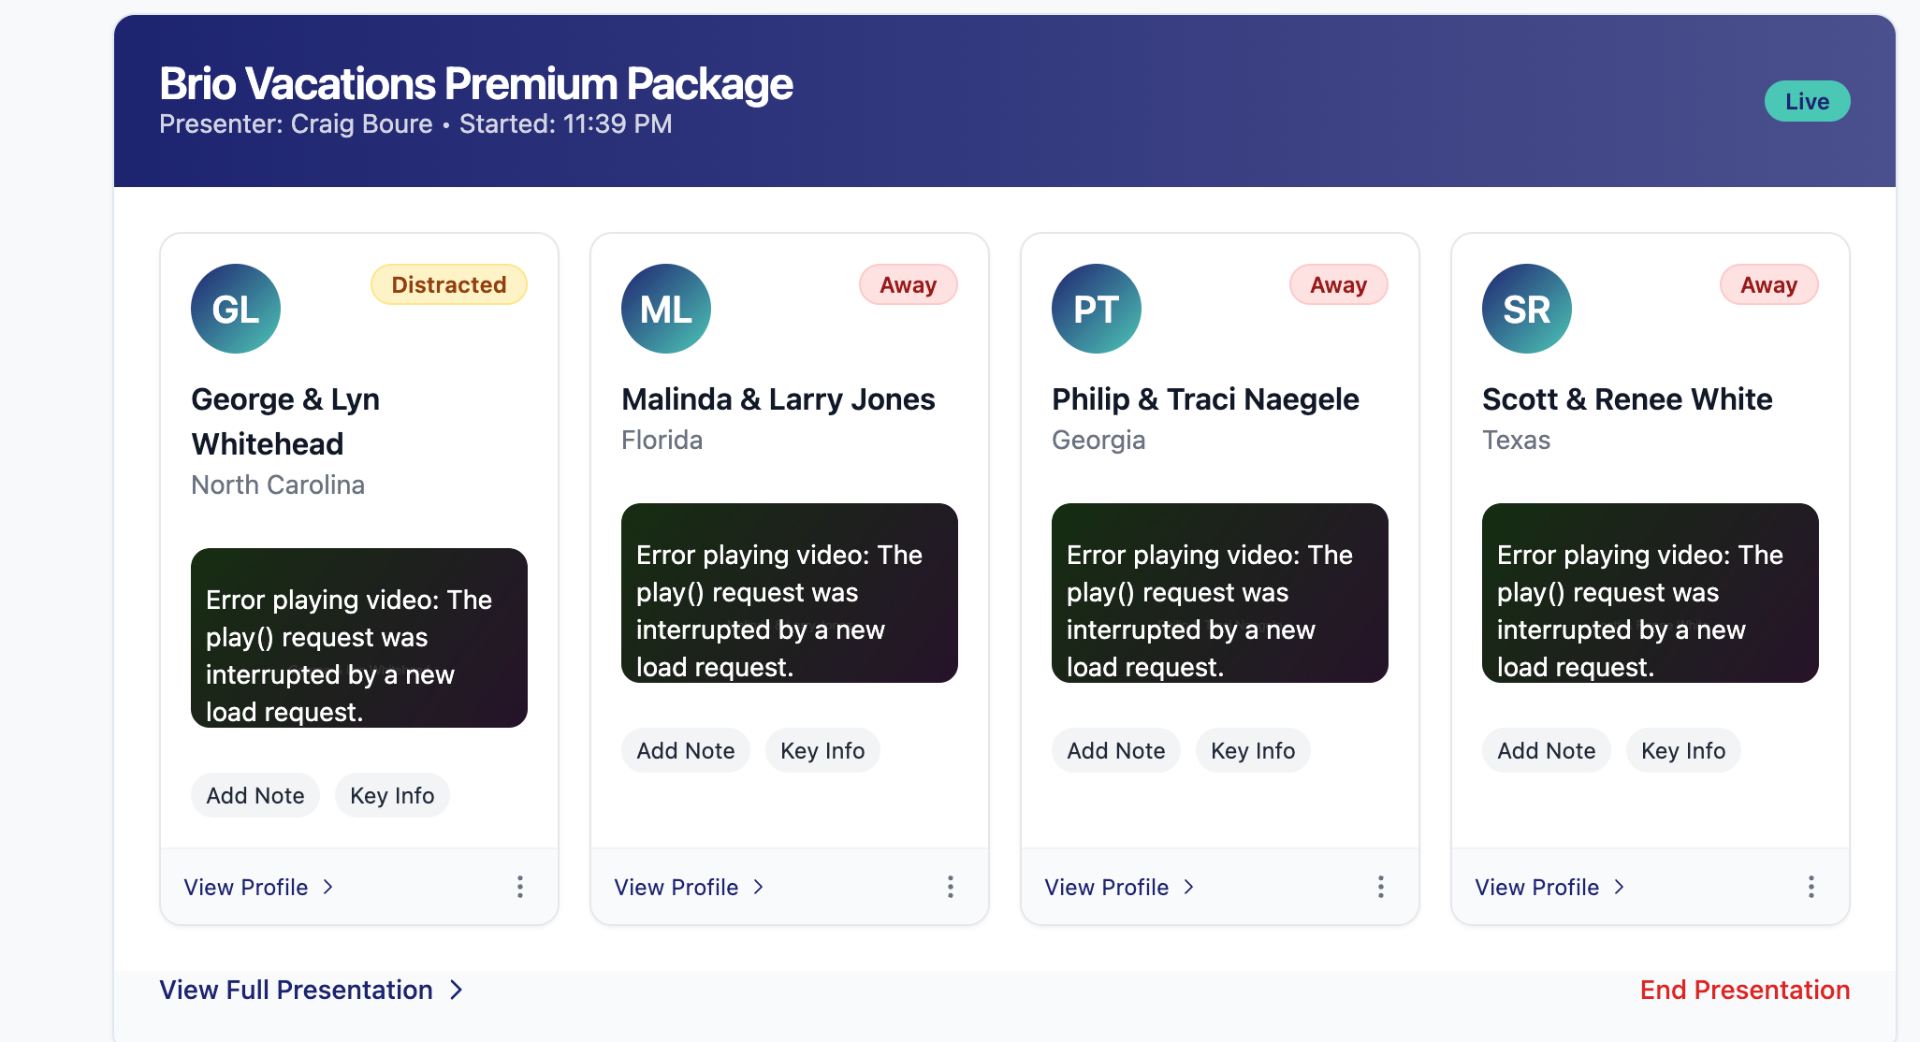 Brio Vacations Premium Package
Presenter: Craig Boure • Started: 11:39 PM
Live
GL
Distracted
George & Lyn
Whitehead
North Carolina
Error playing video: The
play() request was
interrupted by a new
load request.
Add Note
Key Info
View Profile
ML
Away
Malinda & Larry Jones
Florida
Error playing video: The
play() request was
interrupted by a new
load request.
Add Note
Key Info
View Profile
PT
Away
Philip & Traci Naegele
Georgia
Error playing video: The
play() request was
interrupted by a new
load request.
Add Note
Key Info
View Profile
SR
Away
Scott & Renee White
Texas
Error playing video: The
play() request was
interrupted by a new
load request.
Add Note
Key Info
View Profile
View Full Presentation
End Presentation